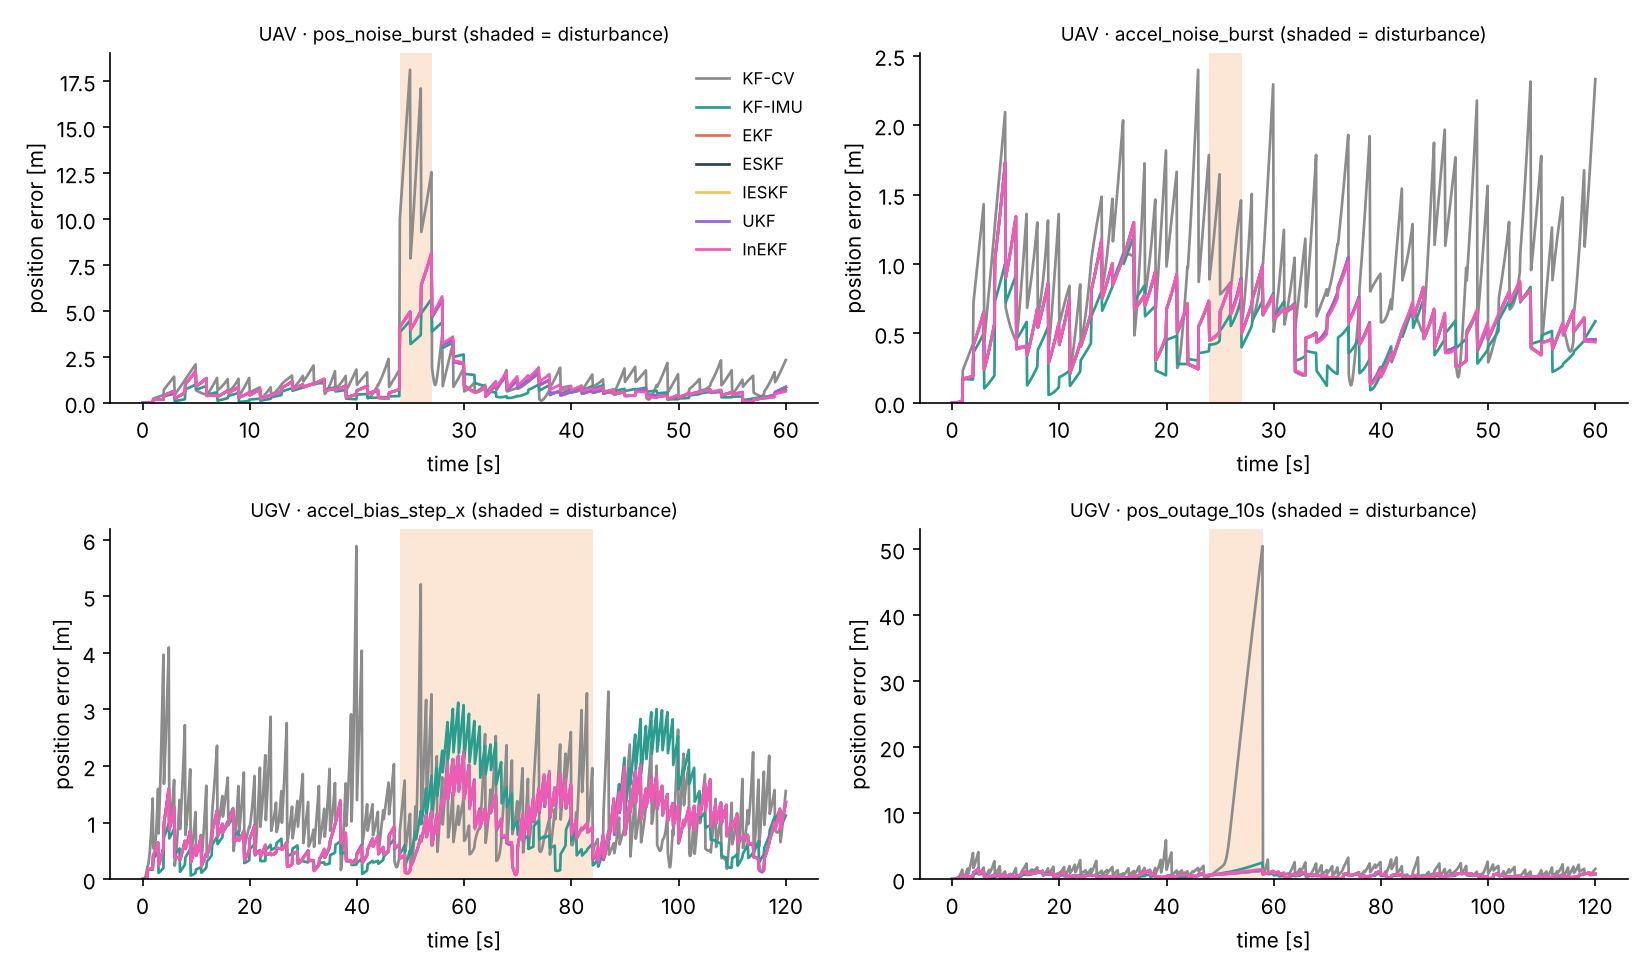 UAV · pos_noise_burst (shaded = disturbance)
position error [m]
17.5
15.0
12.5
10.0
7.5
5.0
2.5
0.0
0 10 20 30 40 50 60
time [s]
KF-CV
KF-IMU
EKF
ESKF
IESKF
UKF
InEKF
UAV · accel_noise_burst (shaded = disturbance)
position error [m]
2.5
2.0
1.5
1.0
0.5
0.0
0 10 20 30 40 50 60
time [s]
UGV · accel_bias_step_x (shaded = disturbance)
position error [m]
6
5
4
3
2
1
0
0 20 40 60 80 100 120
time [s]
UGV · pos_outage_10s (shaded = disturbance)
position error [m]
50
40
30
20
10
0
0 20 40 60 80 100 120
time [s]